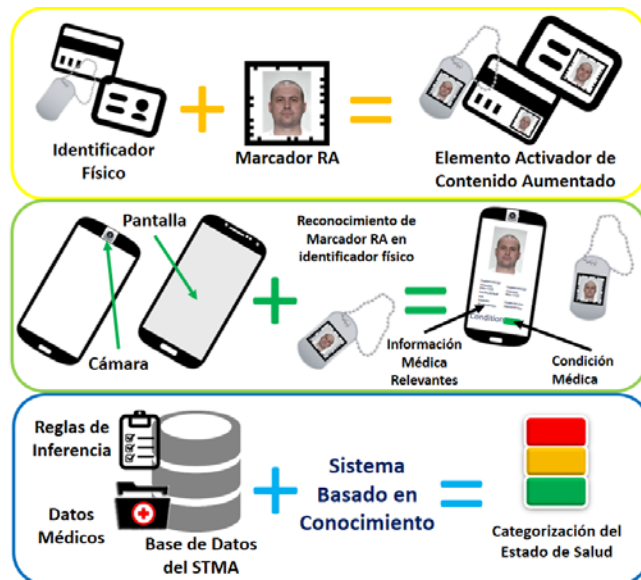 Identificador
Físico
Marcador RA
Elemento Activador de
Contenido Aumentado
Pantalla
Cámara
Reconocimiento de
Marcador RA en
identificador físico
Información
Médica
Relevantes
Condición
Médica
Condition
Reglas de
Inferencia
Datos
Médicos
Base de Datos
del STMA
Sistema
Basado en
Conocimiento
Categorización del
Estado de Salud